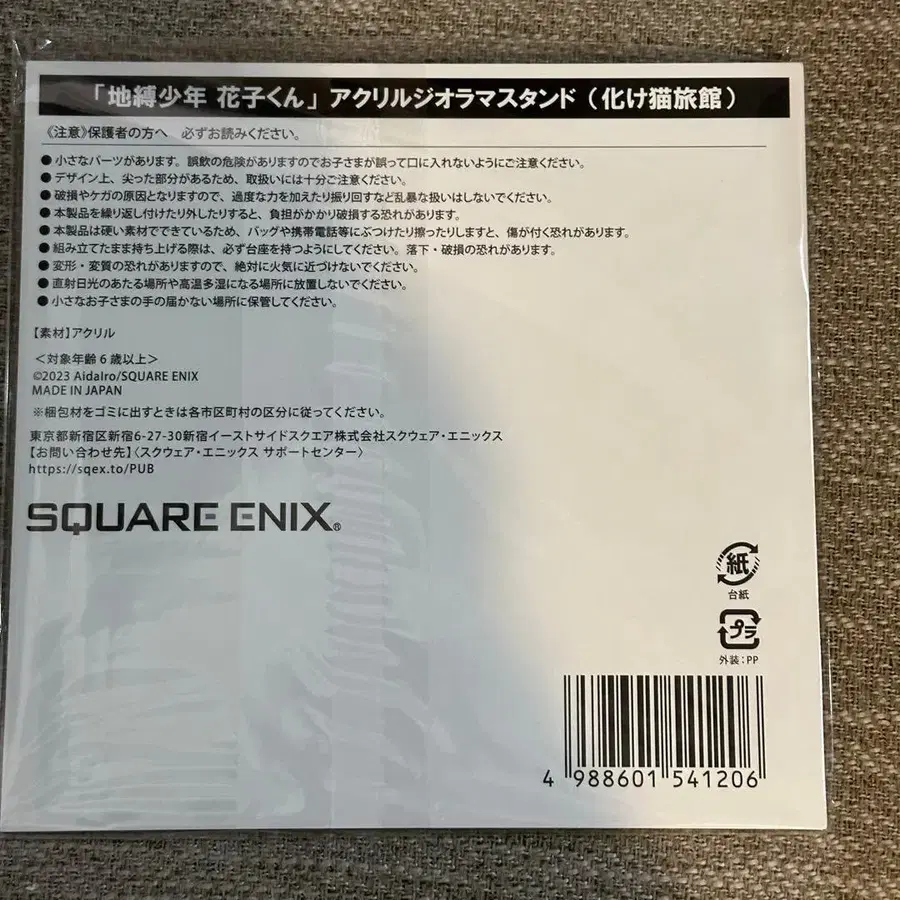 「地縛少年 花子くん」アクリルジオラマスタンド（化け猫旅館）
《注意》保護者の方へ 必ずお読みください。
●小さなパーツがあります。誤飲の危険がありますのでお子さまが誤って口に入れないようにご注意ください。
●デザイン上、尖った部分があるため、取扱いには十分ご注意ください。
●破損やケガの原因となりますので、過度な力を加えたり振り回すなど乱暴な扱いはしないでください。
●本製品を繰り返し付けたり外したりすると、負担がかかり破損する恐れがあります。
●本製品は硬い素材でできているため、バッグや携帯電話等にぶつけたり擦ったりしますと、傷が付く恐れがあります。
●組み立てたまま持ち上げる際は、必ず台座を持つようにしてください。落下・破損の恐れがあります。
●変形・変質の恐れがありますので、絶対に火気に近づけないでください。
●直射日光のあたる場所や高温多湿になる場所に放置しないでください。
●小さなお子さまの手の届かない場所に保管してください。
【素材】アクリル
＜対象年齢6歳以上＞
©2023 AidaIro/SQUARE ENIX
MADE IN JAPAN
※梱包材をゴミに出すときは各市区町村の区分に従ってください。
東京都新宿区新宿6-27-30新宿イーストサイドスクエア株式会社スクウェア・エニックス
【お問い合わせ先】〈スクウェア・エニックス サポートセンター〉
https://sqex.to/PUB
SQUARE ENIX®
紙
台紙
プラ
外装：PP
4 988601 541206